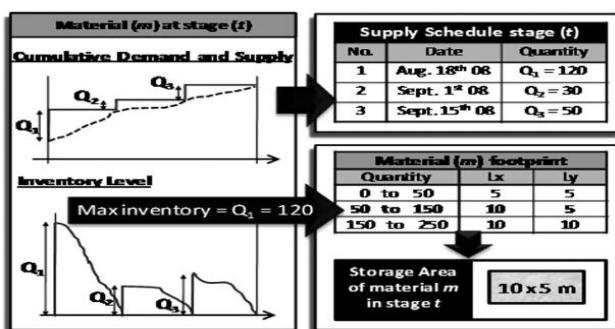 Material (m) at stage (t)
Cumulative Demand and Supply
Q₁
Q₂
Q₃
Inventory Level
Max inventory = Q₁ = 120
Q₁
Q₂
Q₃
Supply Schedule stage (t)
No. Date Quantity
1 Aug. 18th 08 Q₁ = 120
2 Sept. 1st 08 Q₂ = 30
3 Sept. 15th 08 Q₃ = 50
Material (m) footprint
Quantity Lx Ly
0 to 50 5 5
50 to 150 10 5
150 to 250 10 10
Storage Area
of material m
in stage t
10x5 m